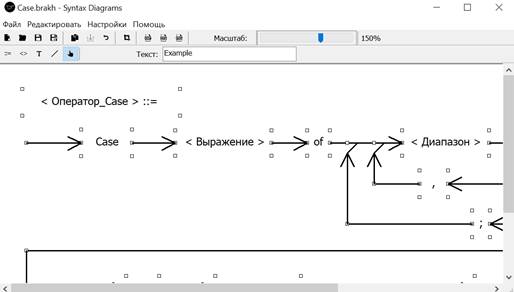 Case.brakh - Syntax Diagrams
Файл Редактировать Настройки Помощь
Масштаб: 150%
Текст: Example
< Оператор_Case > ::=
Case < Выражение > of < Диапазон >
,
;